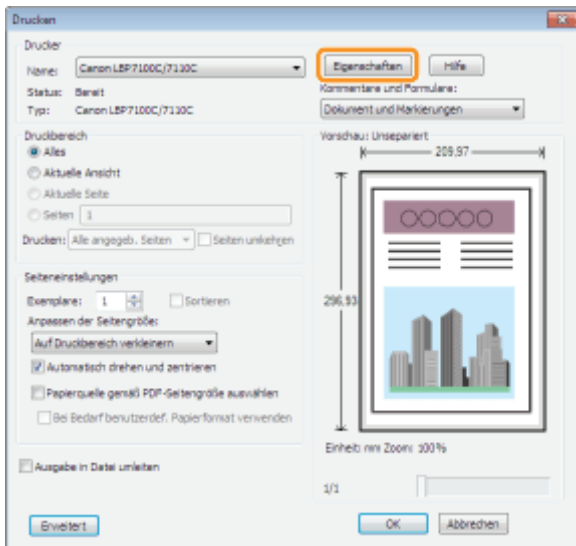 Drucken
Drucker
Name: Canon LBP7100C/7110C
Eigenschaften
Hilfe
Status: Bereit
Kommentare und Formulare:
Typ: Canon LBP7100C/7110C
Dokument und Markierungen
Druckbereich
Alles
Aktuelle Ansicht
Aktuelle Seite
Seiten 1
Drucken: Alle angegeb. Seiten
Seiten umkehren
Vorschau: Unsepariert
209,97
296,93
Seiteneinstellungen
Exemplare: 1
Sortieren
Anpassen der Seitengröße:
Auf Druckbereich verkleinern
Automatisch drehen und zentrieren
Papierquelle gemäß PDF-Seitengröße auswählen
Bei Bedarf benutzerdef. Papierformat verwenden
Einheit: mm Zoom: 100%
Ausgabe in Datei umleiten
1/1
Erweitert
OK
Abbrechen